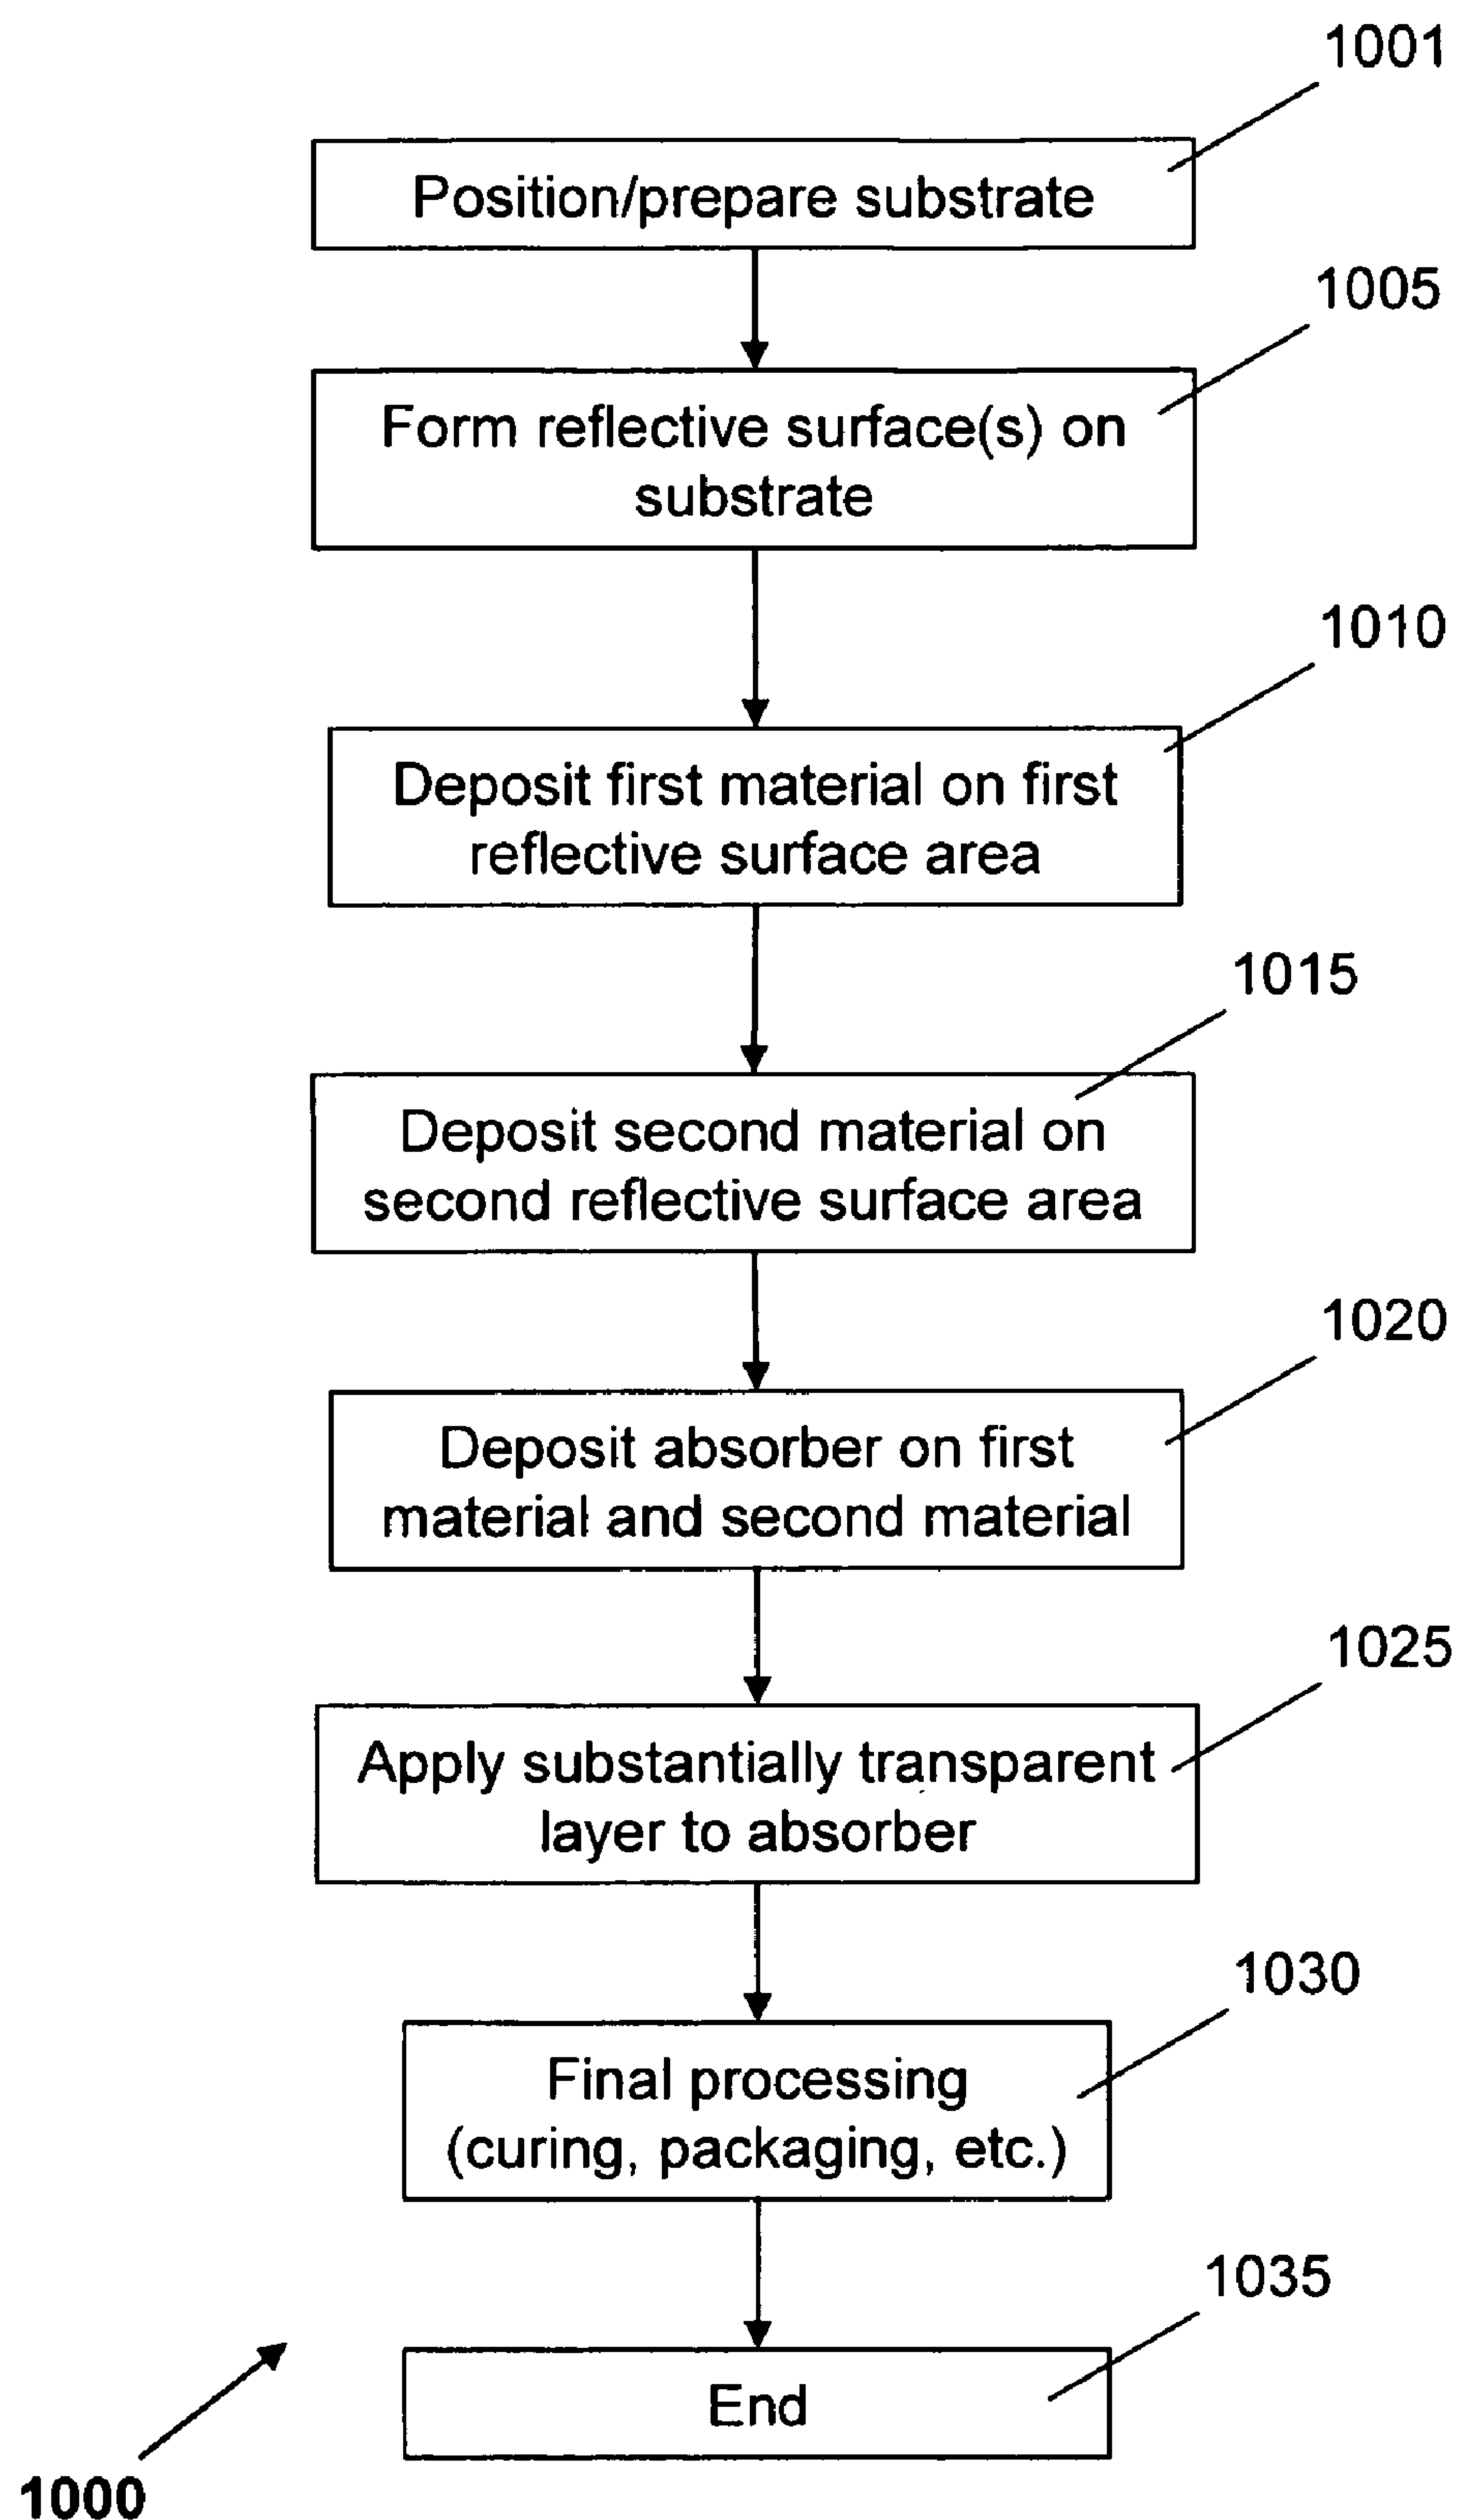 1001
Position/prepare substrate
1005
Form reflective surface(s) on
substrate
1010
Deposit first material on first
reflective surface area
1015
Deposit second material on
second reflective surface area
1020
Deposit absorber on first
material and second material
1025
Apply substantially transparent
layer to absorber
1030
Final processing
(curing, packaging, etc.)
1035
End
1000